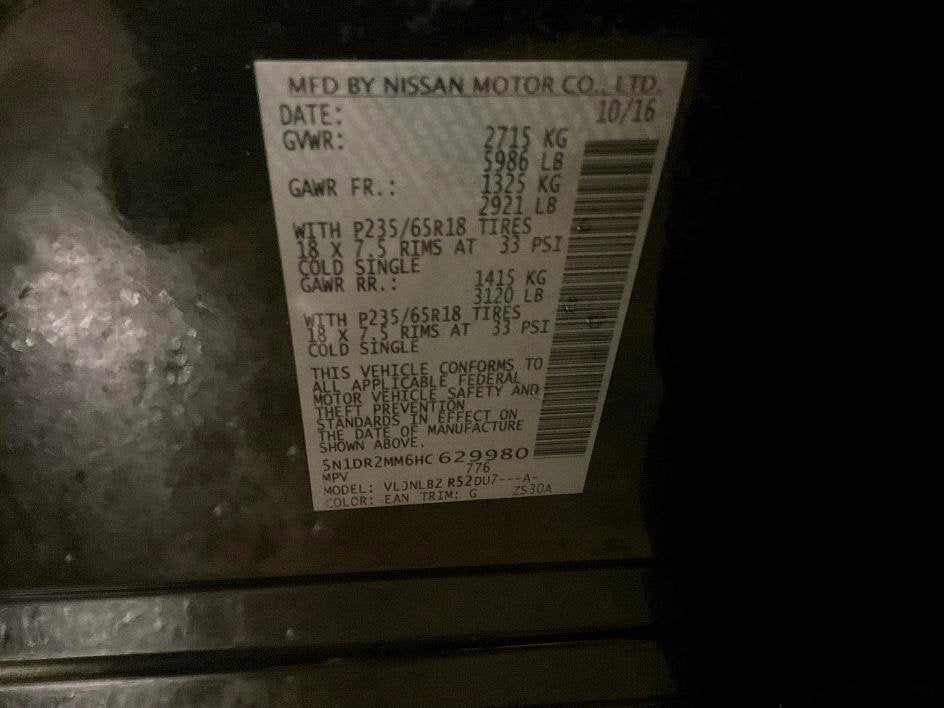 MFD BY NISSAN MOTOR CO., LTD.
DATE: 10/16
GVWR: 2715 KG
5986 LB
GAWR FR.: 1325 KG
2921 LB
WITH P235/65R18 TIRES
18 X 7.5 RIMS AT 33 PSI
COLD SINGLE
GAWR RR.: 1415 KG
3120 LB
WITH P235/65R18 TIRES
18 X 7.5 RIMS AT 33 PSI
COLD SINGLE
THIS VEHICLE CONFORMS TO
ALL APPLICABLE FEDERAL
MOTOR VEHICLE SAFETY AND
THEFT PREVENTION
STANDARDS IN EFFECT ON
THE DATE OF MANUFACTURE
SHOWN ABOVE.
5N1DR2MM6HC 629980
MPV 776
MODEL: VLJNLBZ R52DU7---A-
COLOR: EAN TRIM: G ZS30A